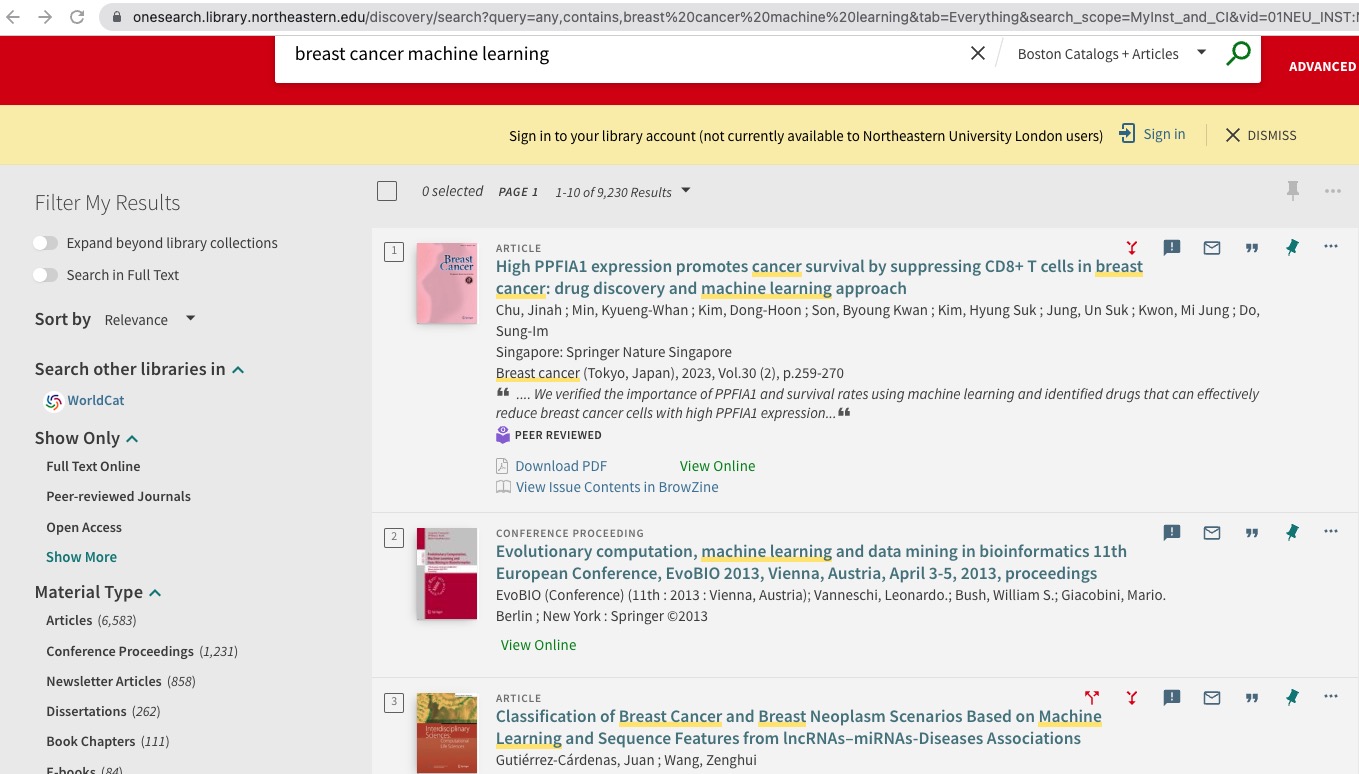 onesearch.library.northeastern.edu/discovery/search?query=any,contains,breast%20cancer%20machine%20learning&tab=Everything&search_scope=MyInst_and_CI&vid=01NEU_INST:
breast cancer machine learning
Boston Catalogs + Articles
ADVANCED
Sign in to your library account (not currently available to Northeastern University London users)
Sign in
DISMISS
Filter My Results
Expand beyond library collections
Search in Full Text
Sort by Relevance
Search other libraries in
WorldCat
Show Only
Full Text Online
Peer-reviewed Journals
Open Access
Show More
Material Type
Articles (6,583)
Conference Proceedings (1,231)
Newsletter Articles (858)
Dissertations (262)
Book Chapters (111)
E-books (84)
0 selected PAGE 1 1-10 of 9,230 Results
1
Breast
Cancer
ARTICLE
High PPFIA1 expression promotes cancer survival by suppressing CD8+ T cells in breast
cancer: drug discovery and machine learning approach
Chu, Jinah ; Min, Kyueng-Whan ; Kim, Dong-Hoon ; Son, Byoung Kwan ; Kim, Hyung Suk ; Jung, Un Suk ; Kwon, Mi Jung ; Do,
Sung-Im
Singapore: Springer Nature Singapore
Breast cancer (Tokyo, Japan), 2023, Vol.30 (2), p.259-270
.... We verified the importance of PPFIA1 and survival rates using machine learning and identified drugs that can effectively
reduce breast cancer cells with high PPFIA1 expression...
PEER REVIEWED
Download PDF
View Online
View Issue Contents in BrowZine
2
CONFERENCE PROCEEDING
Evolutionary computation, machine learning and data mining in bioinformatics 11th
European Conference, EvoBIO 2013, Vienna, Austria, April 3-5, 2013, proceedings
EvoBIO (Conference) (11th : 2013 : Vienna, Austria); Vanneschi, Leonardo.; Bush, William S.; Giacobini, Mario.
Berlin ; New York : Springer ©2013
View Online
3
Interdisciplinary
Sciences
ARTICLE
Classification of Breast Cancer and Breast Neoplasm Scenarios Based on Machine
Learning and Sequence Features from lncRNAs–miRNAs-Diseases Associations
Gutiérrez-Cárdenas, Juan ; Wang, Zenghui